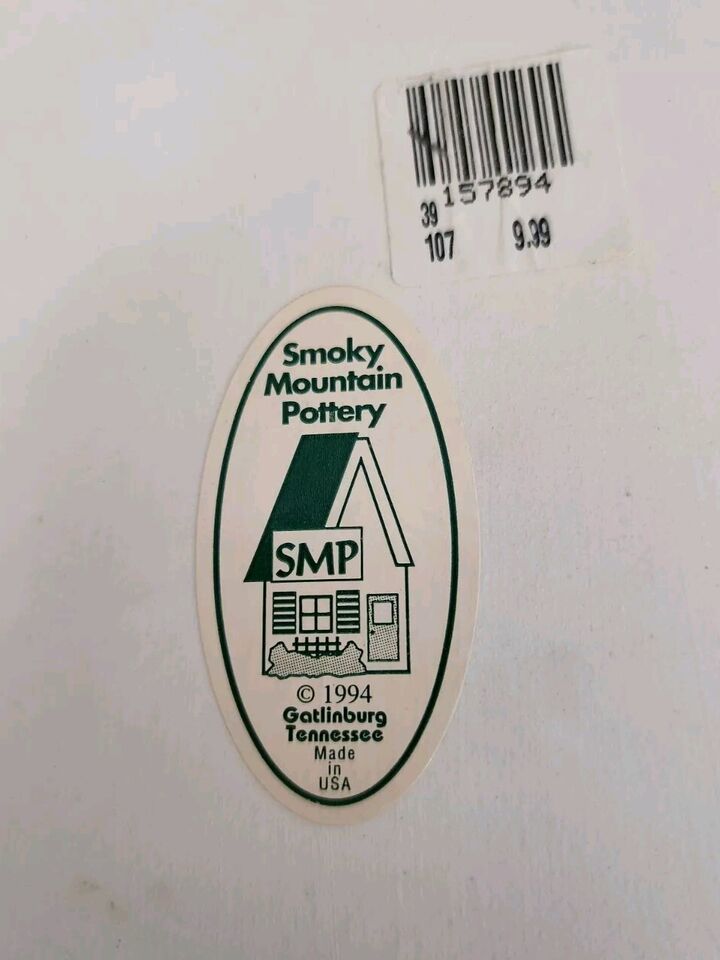 157894
39
107 9.99
Smoky
Mountain
Pottery
SMP
© 1994
Gatlinburg
Tennessee
Made
in
USA